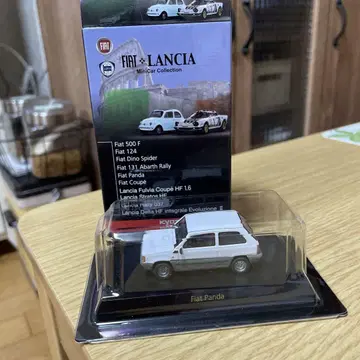 FIAT LANCIA
MiniCar Collection
Fiat 500 F
Fiat 124
Fiat Dino Spider
Fiat 131 Abarth Rally
Fiat Panda
Fiat Coupé
Lancia Fulvia Coupé HF 1.6
Lancia Stratos HF
Lancia Delta HF integrale Evoluzione II
Fiat Panda